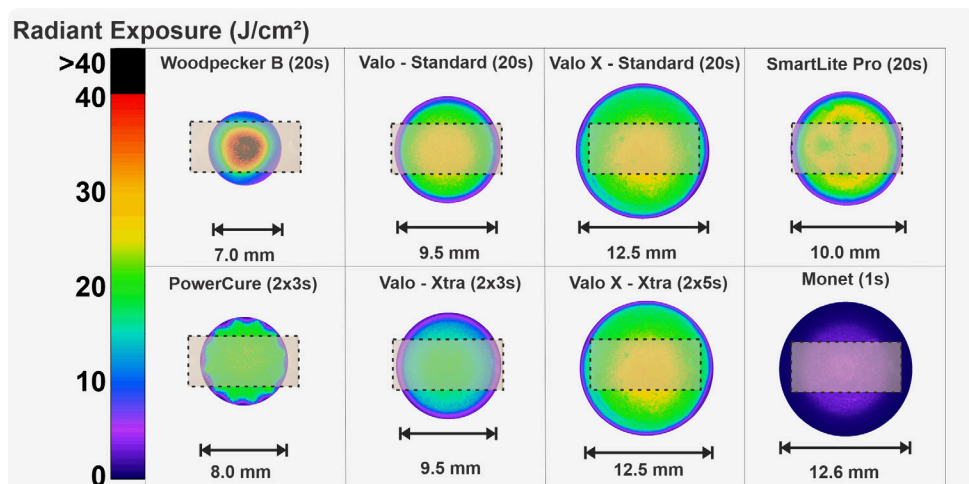 Radiant Exposure (J/cm²)
>40
40
30
20
10
0
Woodpecker B (20s)
7.0 mm
Valo - Standard (20s)
9.5 mm
Valo X - Standard (20s)
12.5 mm
SmartLite Pro (20s)
10.0 mm
PowerCure (2x3s)
8.0 mm
Valo - Xtra (2x3s)
9.5 mm
Valo X - Xtra (2x5s)
12.5 mm
Monet (1s)
12.6 mm